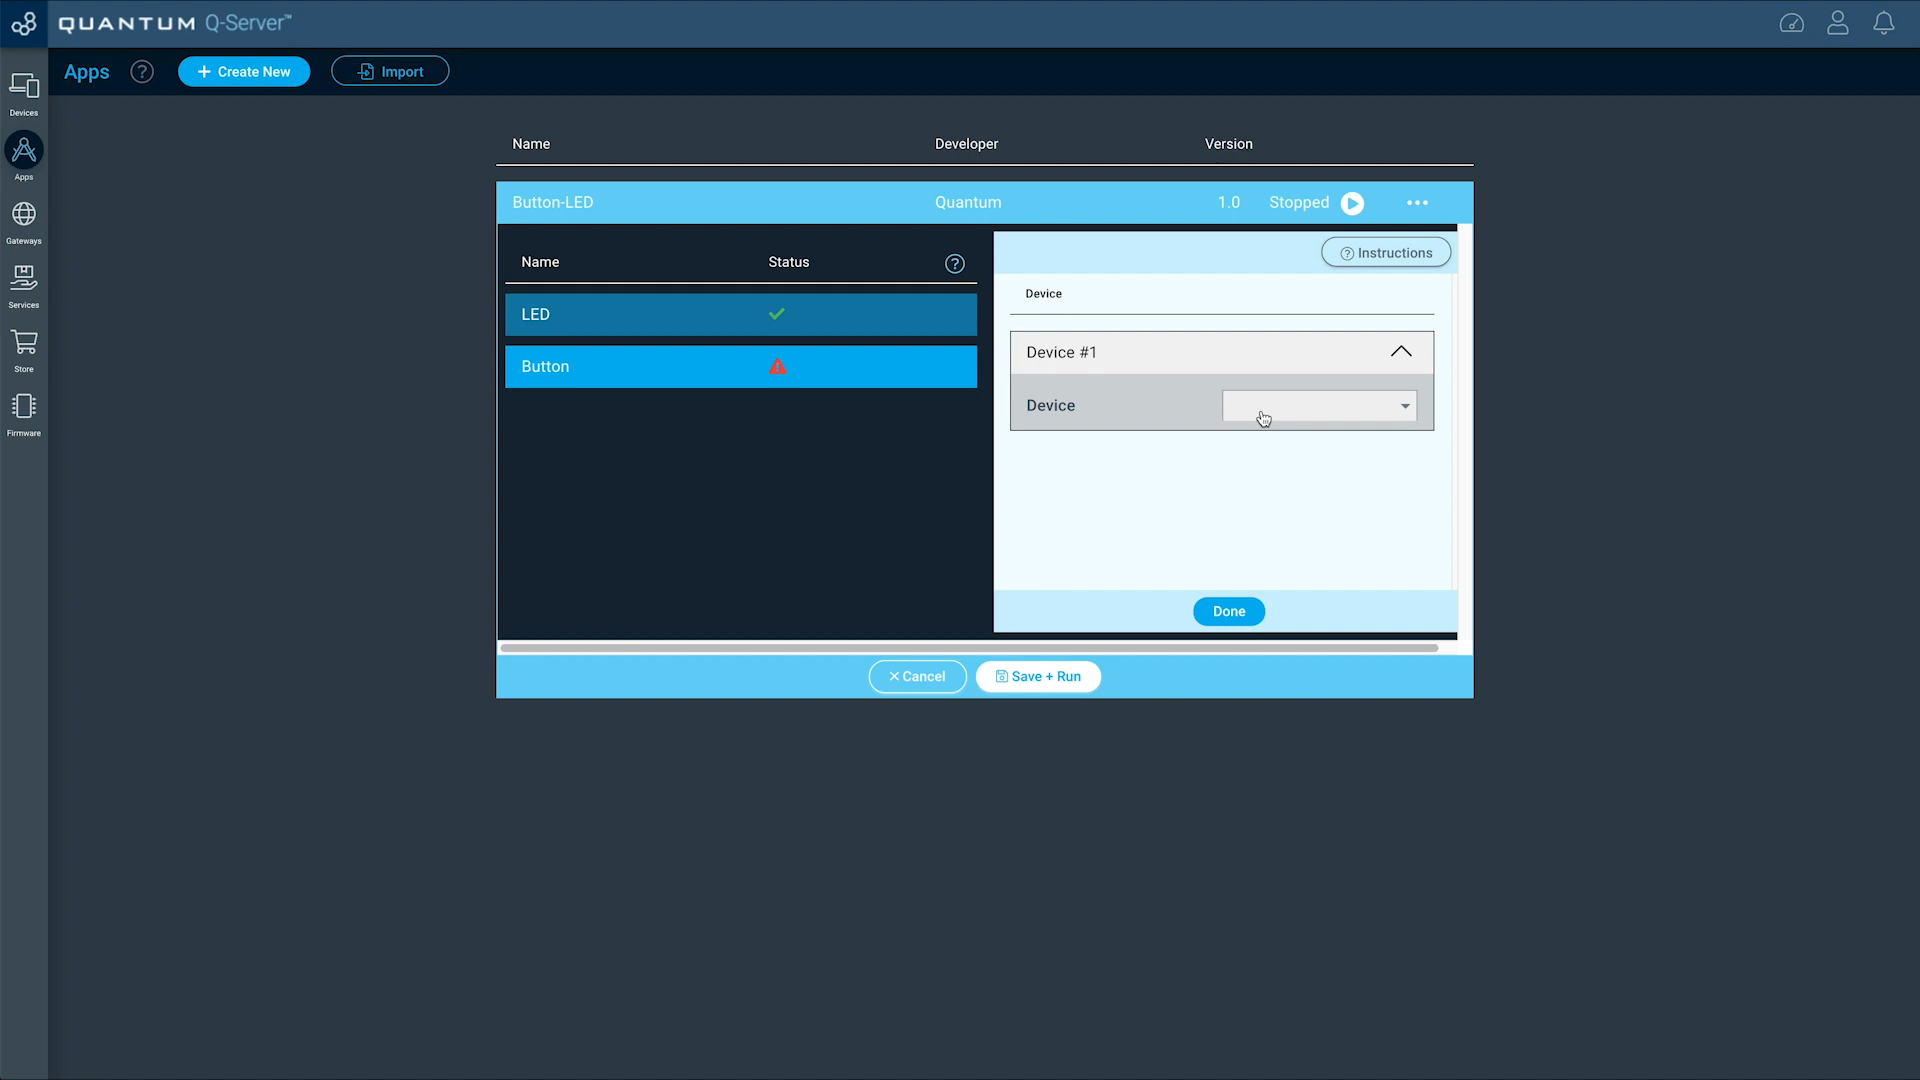 QUANTUM Q-Server™
Apps
Create New
Import
Devices
Apps
Gateways
Services
Store
Firmware
Name Developer Version
Button-LED Quantum 1.0 Stopped
Name Status
LED
Button
Instructions
Device
Device #1
Device
Done
Cancel
Save + Run